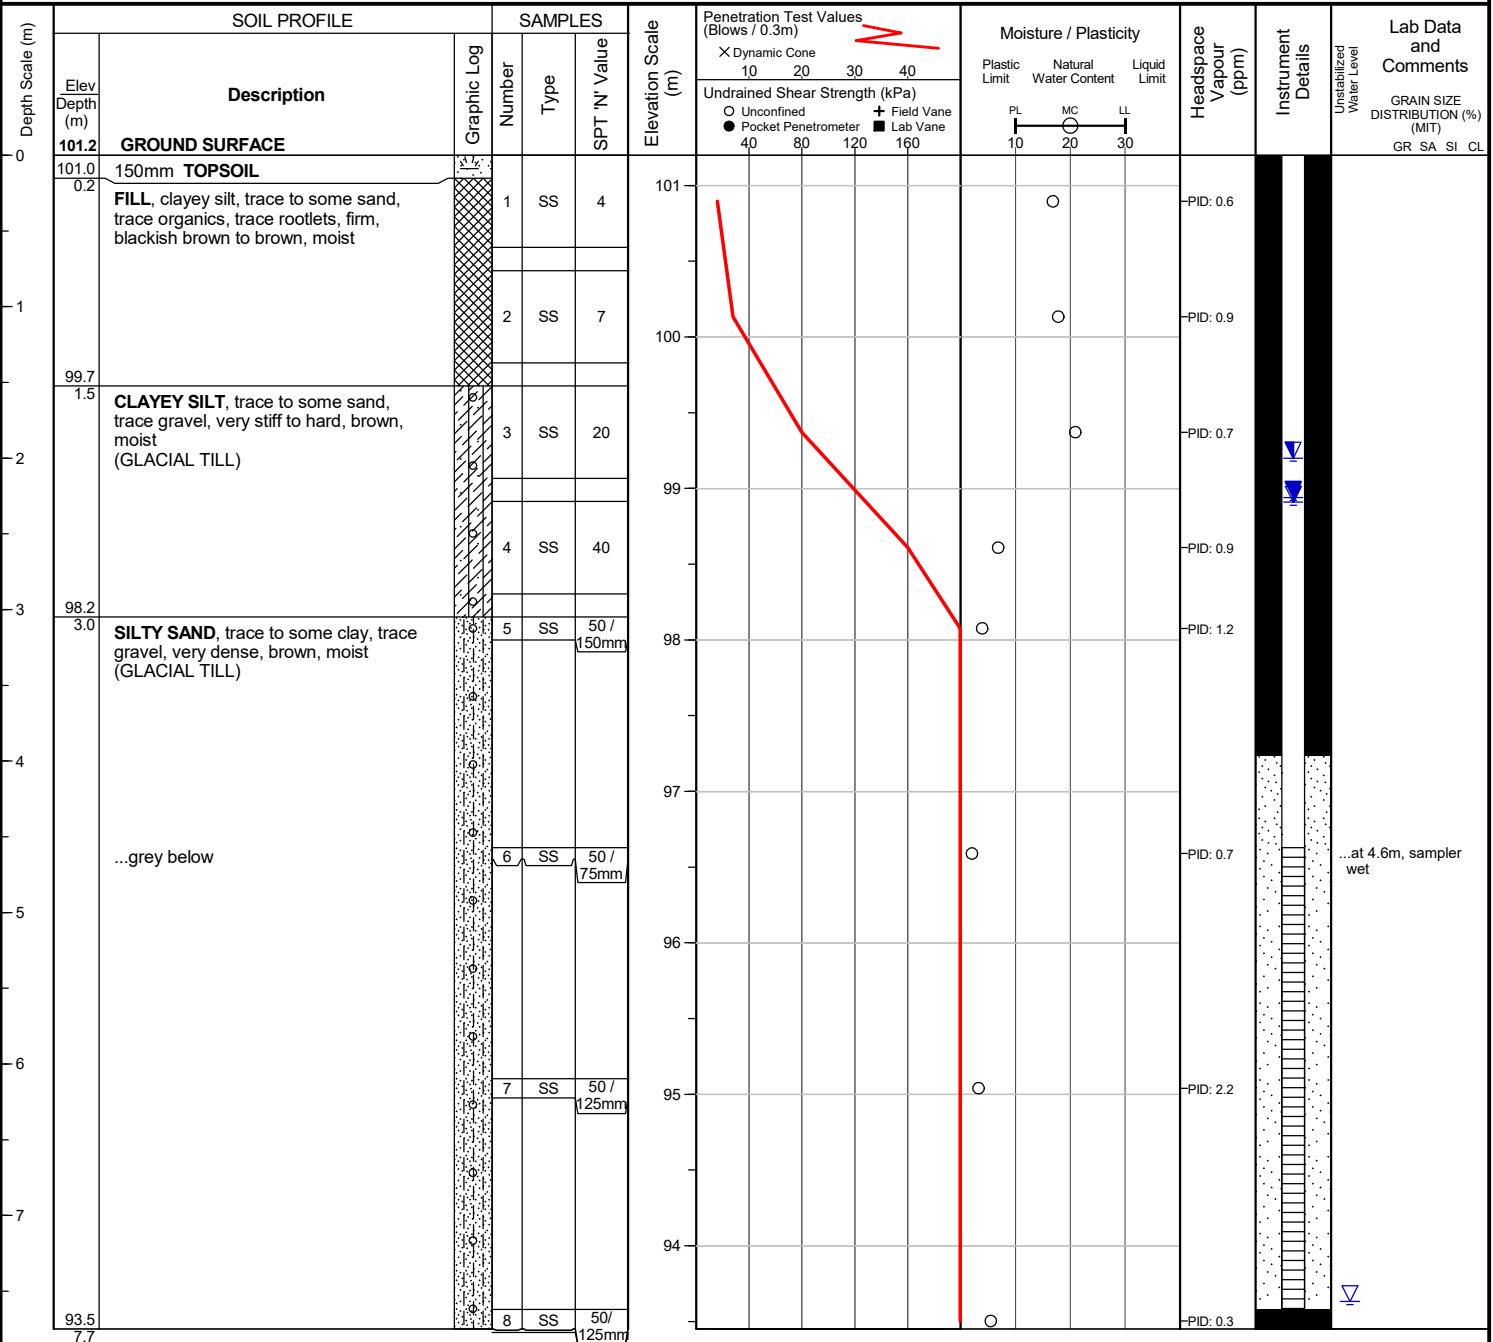 SOIL PROFILE
SAMPLES
Depth Scale (m)
Elev
Depth
(m)
Description
Graphic Log
Number
Type
SPT 'N' Value
Elevation Scale
(m)
Penetration Test Values
(Blows / 0.3m)
Dynamic Cone
10 20 30 40
Undrained Shear Strength (kPa)
Unconfined
Field Vane
Pocket Penetrometer
Lab Vane
40 80 120 160
Moisture / Plasticity
Plastic
Limit
Natural
Water Content
Liquid
Limit
PL MC LL
10 20 30
Headspace
Vapour
(ppm)
Instrument
Details
Unstabilized
Water Level
Lab Data
and
Comments
GRAIN SIZE
DISTRIBUTION (%)
(MIT)
GR SA SI CL
101.2 GROUND SURFACE
0
101.0 150mm TOPSOIL
0.2
FILL, clayey silt, trace to some sand,
trace organics, trace rootlets, firm,
blackish brown to brown, moist
1 SS 4
101
PID: 0.6
1
2 SS 7
100
PID: 0.9
99.7
1.5
CLAYEY SILT, trace to some sand,
trace gravel, very stiff to hard, brown,
moist
(GLACIAL TILL)
3 SS 20
PID: 0.7
2
99
4 SS 40
PID: 0.9
3
98.2
3.0
SILTY SAND, trace to some clay, trace
gravel, very dense, brown, moist
(GLACIAL TILL)
5 SS 50 /
150mm
98
PID: 1.2
4
97
...grey below
6 SS 50 /
75mm
PID: 0.7
...at 4.6m, sampler
wet
5
96
6
7 SS 50 /
125mm
95
PID: 2.2
7
94
93.5
7.7
8 SS 50/
125mm
PID: 0.3